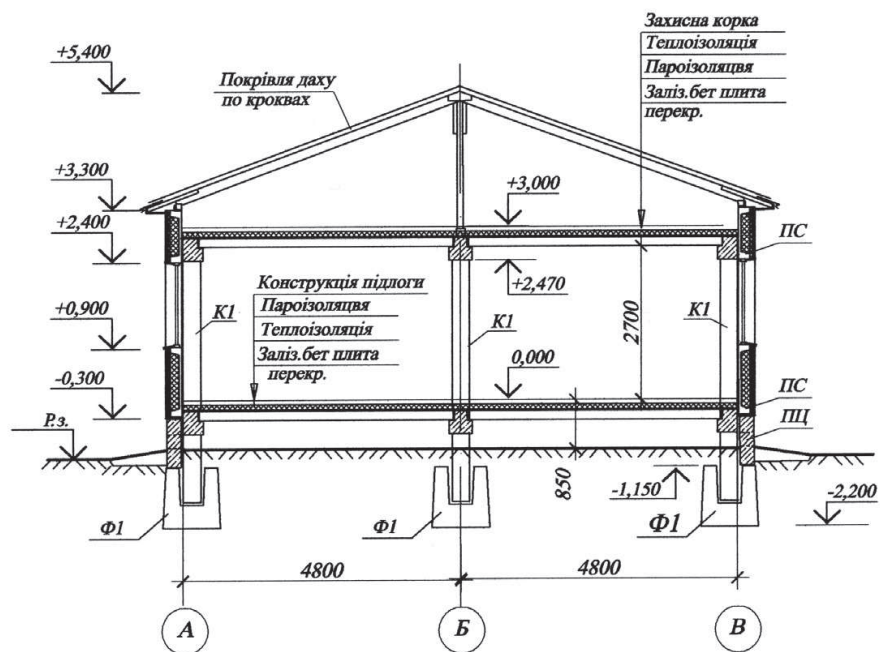 Захисна корка
Теплоізоляція
Пароізоляцвя
Заліз.бет плита
перекр.
+5,400
Покрівля даху
по кроквах
+3,300
+3,000
+2,400
ПС
+2,470
Конструкція підлоги
Пароізоляцвя
Теплоізоляція
Заліз.бет плита
перекр.
+0,900
К1
К1
К1
2700
0,000
-0,300
ПС
Р.з.
ПЦ
850
-1,150
-2,200
Ф1
Ф1
Ф1
4800
4800
А
Б
В